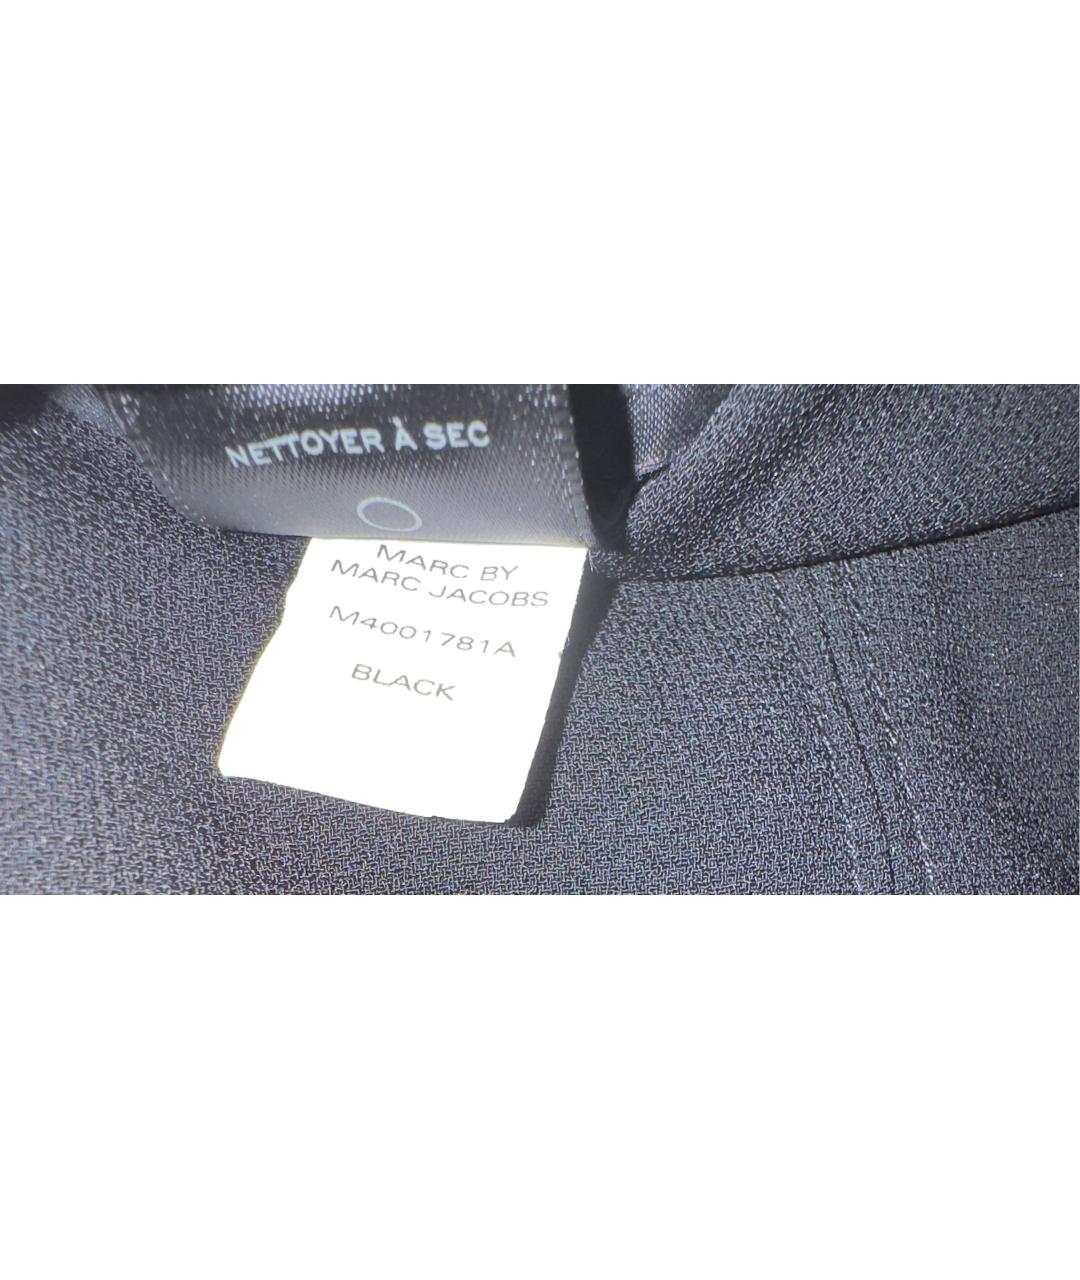 NETTOYER À SEC
MARC BY
MARC JACOBS
M4001781A
BLACK